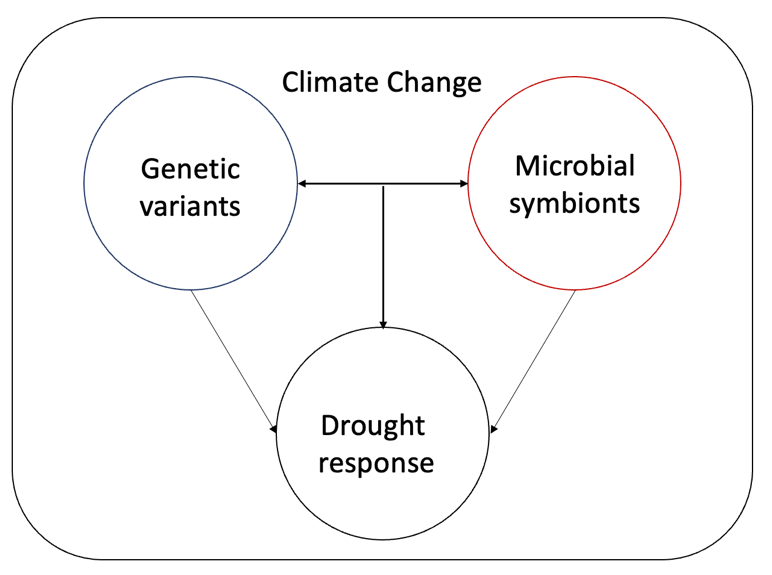 Climate Change
Genetic
variants
Microbial
symbionts
Drought
response